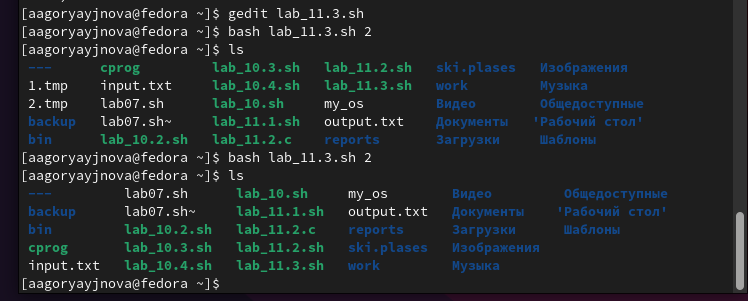 [aagoryayjnova@fedora ~]$ gedit lab_11.3.sh
[aagoryayjnova@fedora ~]$ bash lab_11.3.sh 2
[aagoryayjnova@fedora ~]$ ls
--- cprog lab_10.3.sh lab_11.2.sh ski.plases Изображения
1.tmp input.txt lab_10.4.sh lab_11.3.sh work Музыка
2.tmp lab07.sh lab_10.sh my_os Видео Общедоступные
backup lab07.sh~ lab_11.1.sh output.txt Документы 'Рабочий стол'
bin lab_10.2.sh lab_11.2.c reports Загрузки Шаблоны
[aagoryayjnova@fedora ~]$ bash lab_11.3.sh 2
[aagoryayjnova@fedora ~]$ ls
--- lab07.sh lab_10.sh my_os Видео Общедоступные
backup lab07.sh~ lab_11.1.sh output.txt Документы 'Рабочий стол'
bin lab_10.2.sh lab_11.2.c reports Загрузки Шаблоны
cprog lab_10.3.sh lab_11.2.sh ski.plases Изображения
input.txt lab_10.4.sh lab_11.3.sh work Музыка
[aagoryayjnova@fedora ~]$